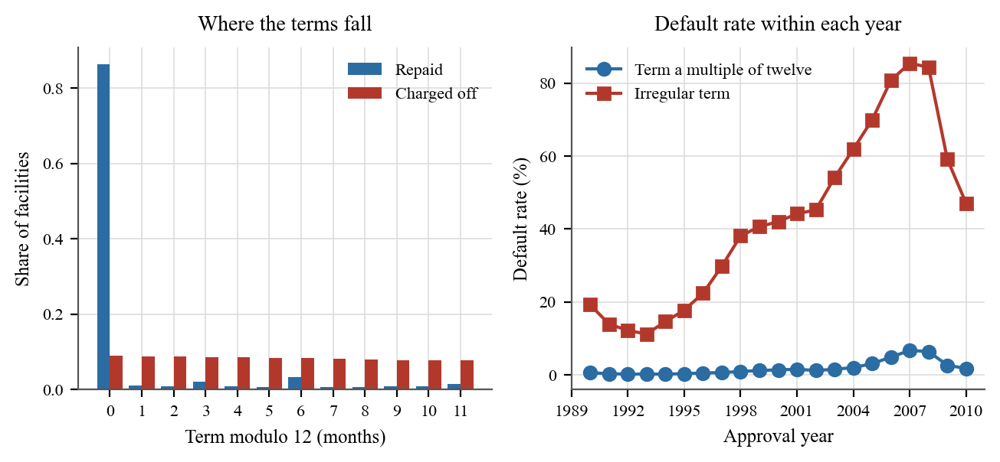 Where the terms fall
Repaid
Charged off
0.8
0.6
0.4
0.2
0.0
Share of facilities
0 1 2 3 4 5 6 7 8 9 10 11
Term modulo 12 (months)
Default rate within each year
Term a multiple of twelve
Irregular term
80
60
40
20
0
Default rate (%)
1989 1992 1995 1998 2001 2004 2007 2010
Approval year